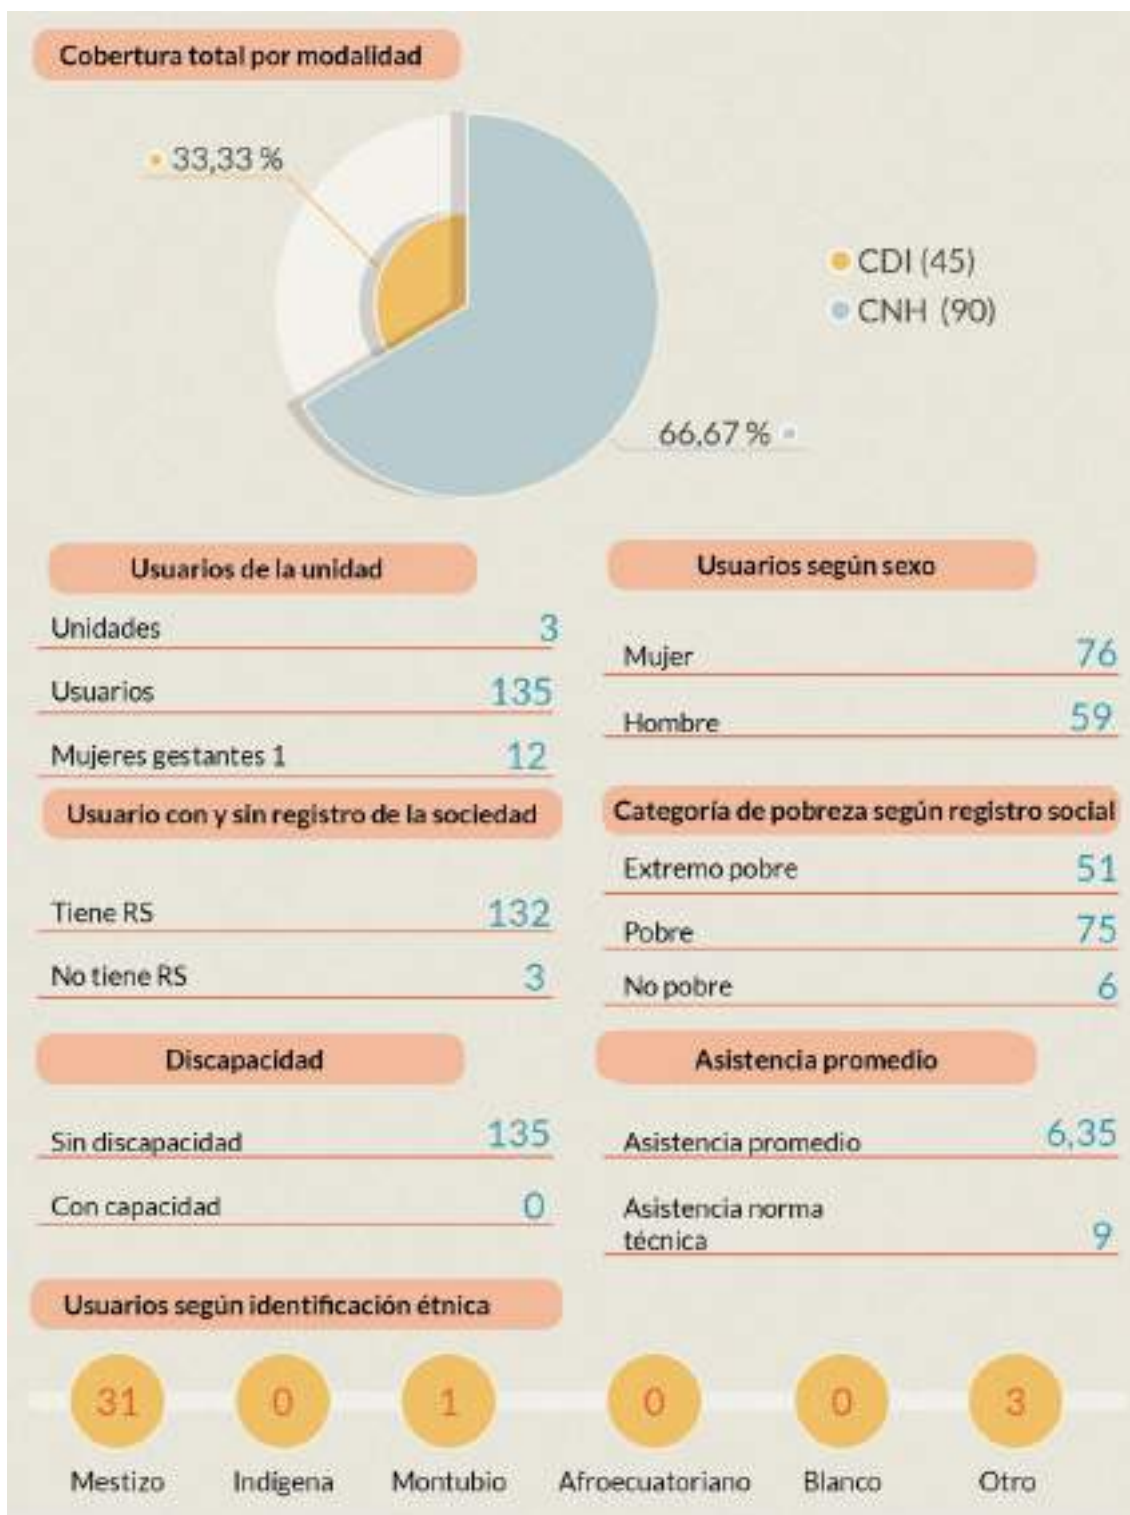 Cobertura total por modalidad
33,33 %
CDI (45)
CNH (90)
66,67 %
Usuarios de la unidad
Unidades 3
Usuarios 135
Mujeres gestantes 1 12
Usuarios según sexo
Mujer 76
Hombre 59
Usuario con y sin registro de la sociedad
Tiene RS 132
No tiene RS 3
Categoría de pobreza según registro social
Extremo pobre 51
Pobre 75
No pobre 6
Discapacidad
Sin discapacidad 135
Con capacidad 0
Asistencia promedio
Asistencia promedio 6,35
Asistencia norma
técnica 9
Usuarios según identificación étnica
31 0 1 0 0 3
Mestizo Indígena Montubio Afroecuatoriano Blanco Otro